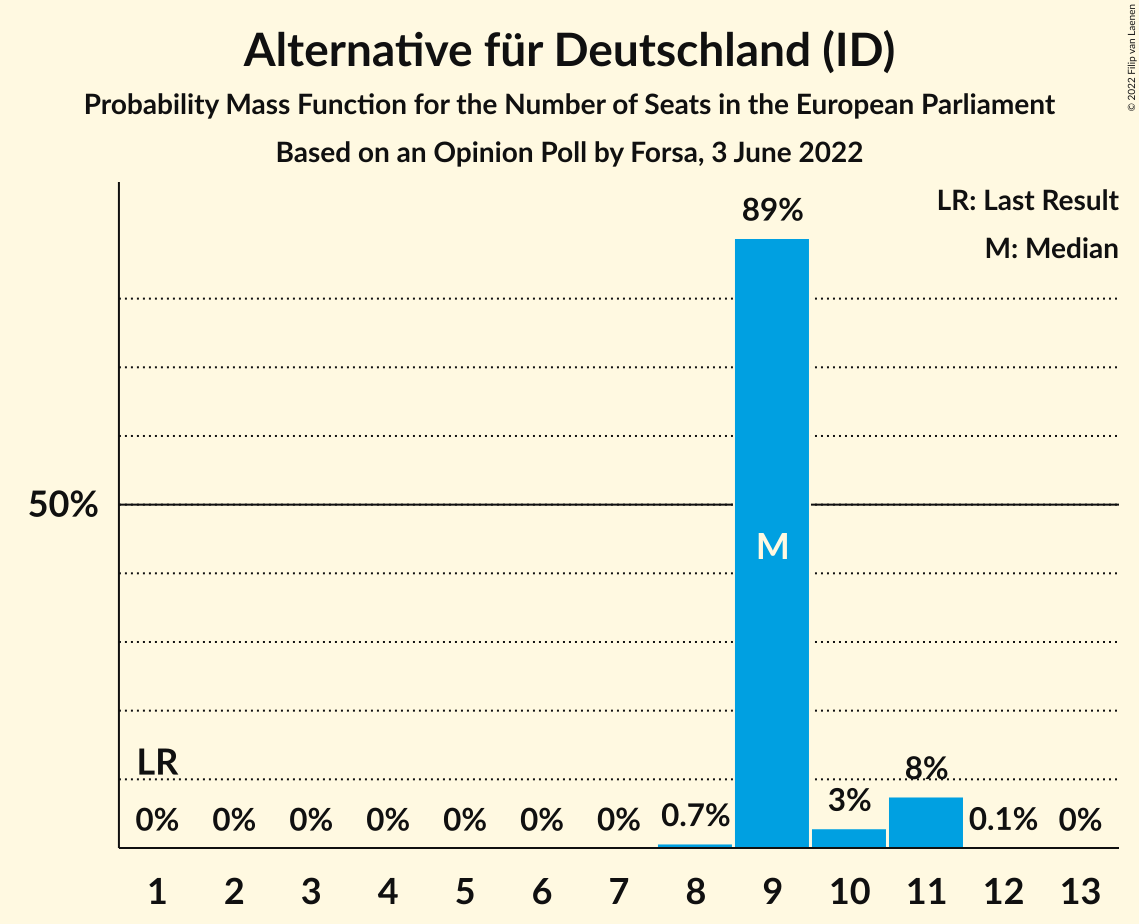 Alternative für Deutschland (ID)
Probability Mass Function for the Number of Seats in the European Parliament
Based on an Opinion Poll by Forsa, 3 June 2022
© 2022 Filip van Laenen
LR: Last Result
M: Median
89%
50%
M
LR
0% 0% 0% 0% 0% 0% 0% 0.7% 3% 8% 0.1% 0%
1 2 3 4 5 6 7 8 9 10 11 12 13